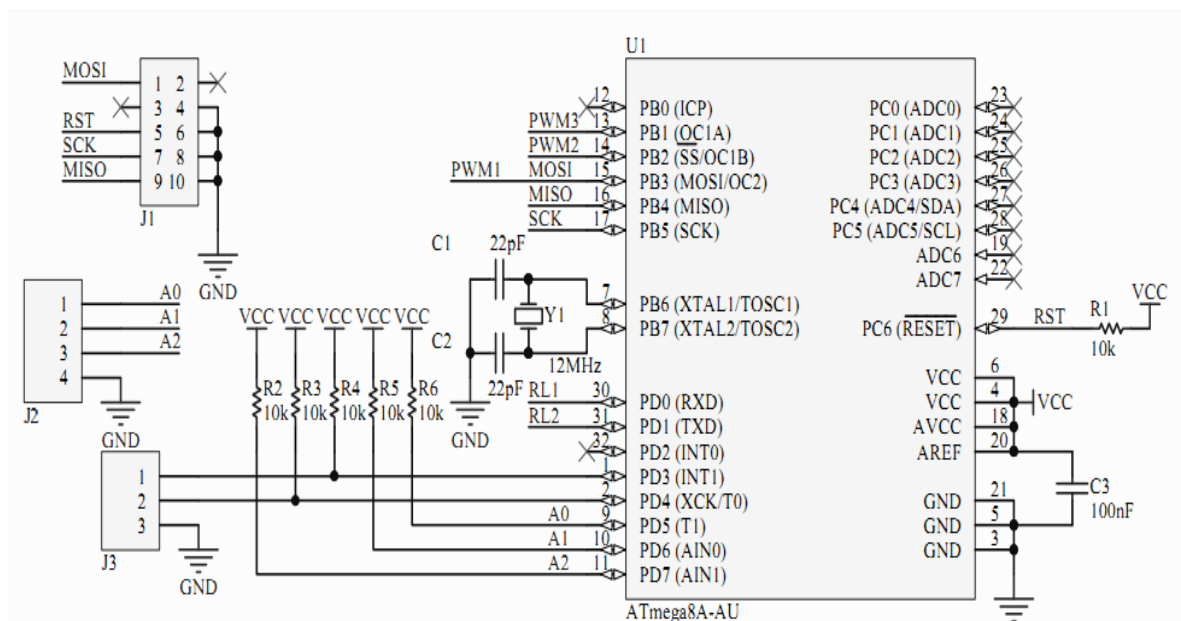 J1
MOSI 1 2
3 4
RST 5 6
SCK 7 8
MISO 9 10
GND
J2
1 A0
2 A1
3 A2
4
GND
J3
1
2
3
GND
VCC VCC VCC VCC VCC
R2 10k
R3 10k
R4 10k
R5 10k
R6 10k
C1 22pF
Y1
12MHz
C2 22pF
GND
U1
12 PB0 (ICP)
PWM3 13 PB1 (OC1A)
PWM2 14 PB2 (SS/OC1B)
PWM1 MOSI 15 PB3 (MOSI/OC2)
MISO 16 PB4 (MISO)
SCK 17 PB5 (SCK)
7 PB6 (XTAL1/TOSC1)
8 PB7 (XTAL2/TOSC2)
RL1 30 PD0 (RXD)
RL2 31 PD1 (TXD)
32 PD2 (INT0)
1 PD3 (INT1)
2 PD4 (XCK/T0)
A0 9 PD5 (T1)
A1 10 PD6 (AIN0)
A2 11 PD7 (AIN1)
PC0 (ADC0) 23
PC1 (ADC1) 24
PC2 (ADC2) 25
PC3 (ADC3) 26
PC4 (ADC4/SDA) 27
PC5 (ADC5/SCL) 28
ADC6 19
ADC7 22
PC6 (RESET) 29 RST R1 10k VCC
VCC 6
VCC 4 VCC
AVCC 18
AREF 20
C3
100nF
GND 21
GND 5
GND 3
ATmega8A-AU